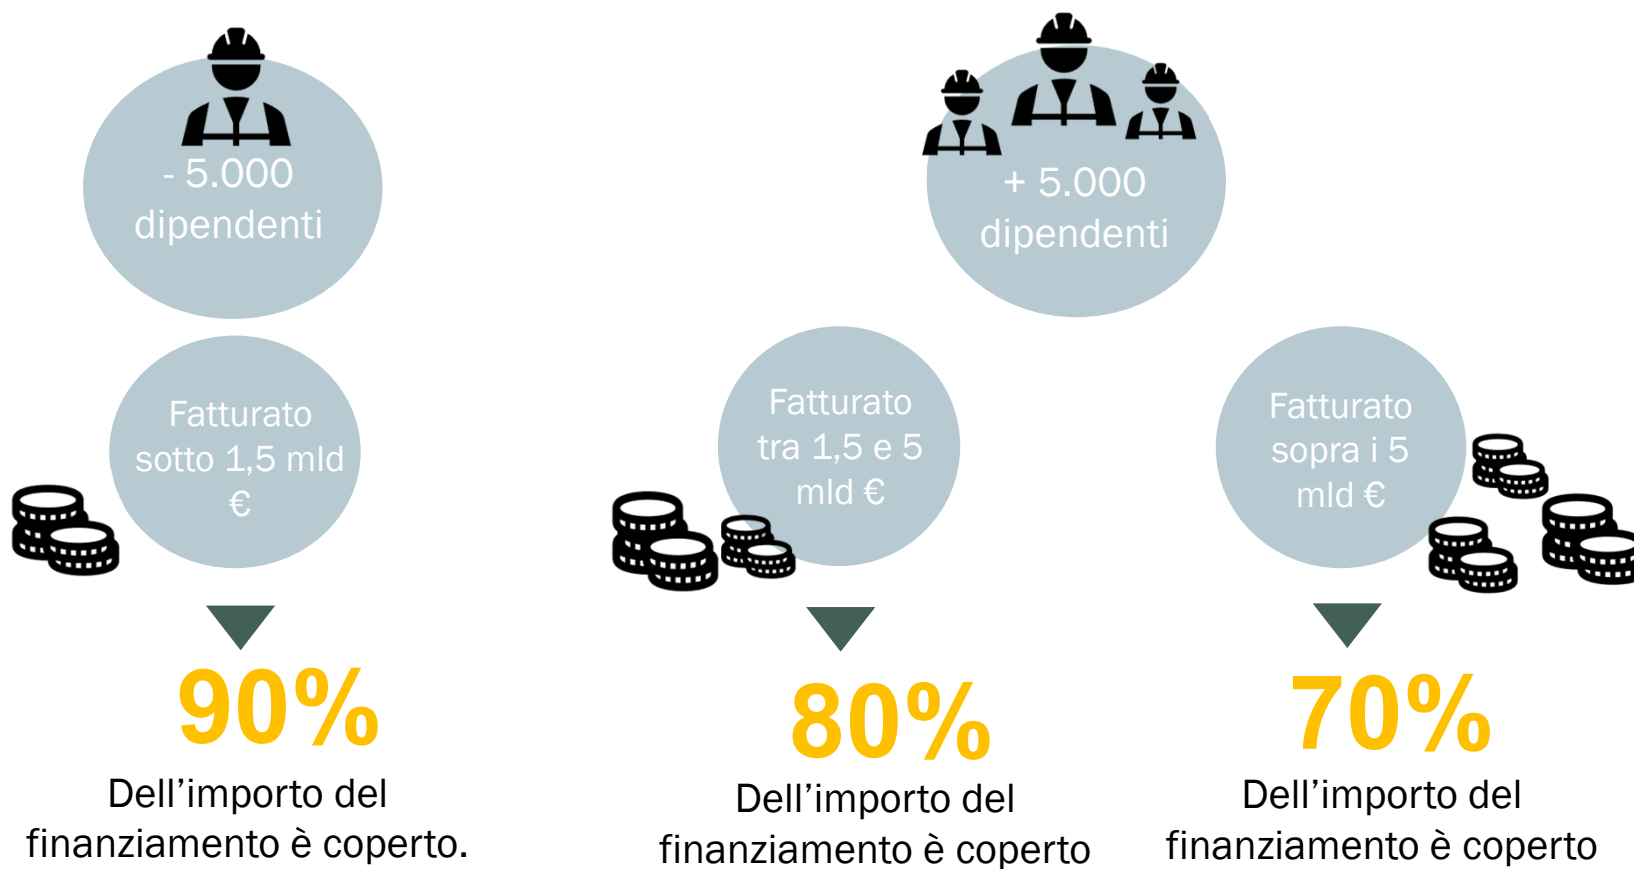 - 5.000
dipendenti
+ 5.000
dipendenti
Fatturato
sotto 1,5 mld
€
Fatturato
tra 1,5 e 5
mld €
Fatturato
sopra i 5
mld €
90%
Dell’importo del
finanziamento è coperto.
80%
Dell’importo del
finanziamento è coperto
70%
Dell’importo del
finanziamento è coperto